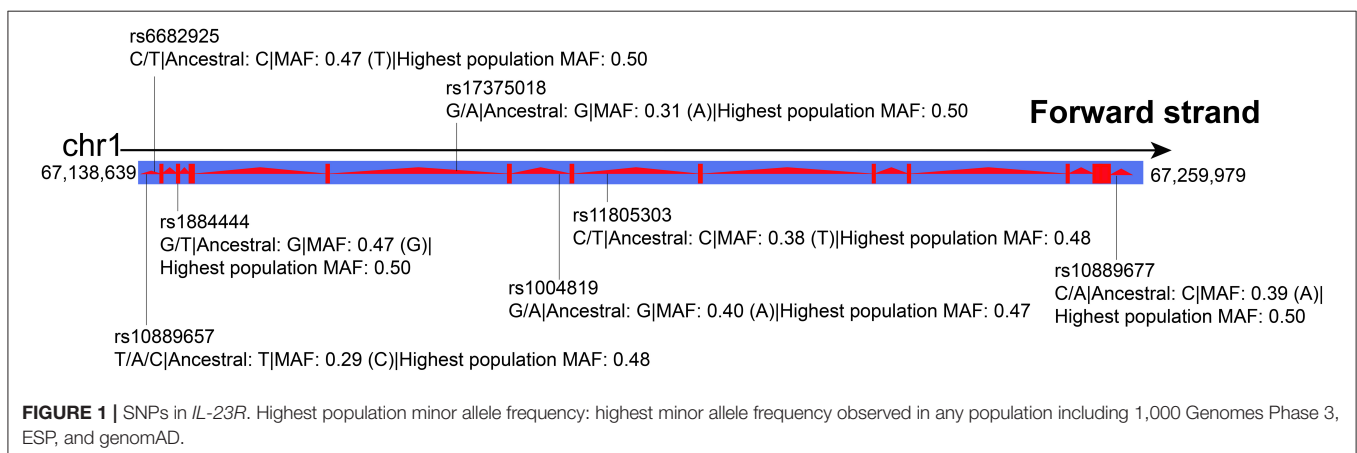 rs6682925
C/T|Ancestral: C|MAF: 0.47 (T)|Highest population MAF: 0.50
rs17375018
G/A|Ancestral: G|MAF: 0.31 (A)|Highest population MAF: 0.50
Forward strand
chr1
67,138,639
67,259,979
rs1884444
G/T|Ancestral: G|MAF: 0.47 (G)|
Highest population MAF: 0.50
rs11805303
C/T|Ancestral: C|MAF: 0.38 (T)|Highest population MAF: 0.48
rs1004819
G/A|Ancestral: G|MAF: 0.40 (A)|Highest population MAF: 0.47
rs10889677
C/A|Ancestral: C|MAF: 0.39 (A)|
Highest population MAF: 0.50
rs10889657
T/A/C|Ancestral: T|MAF: 0.29 (C)|Highest population MAF: 0.48
FIGURE 1 | SNPs in IL-23R. Highest population minor allele frequency: highest minor allele frequency observed in any population including 1,000 Genomes Phase 3,
ESP, and genomAD.